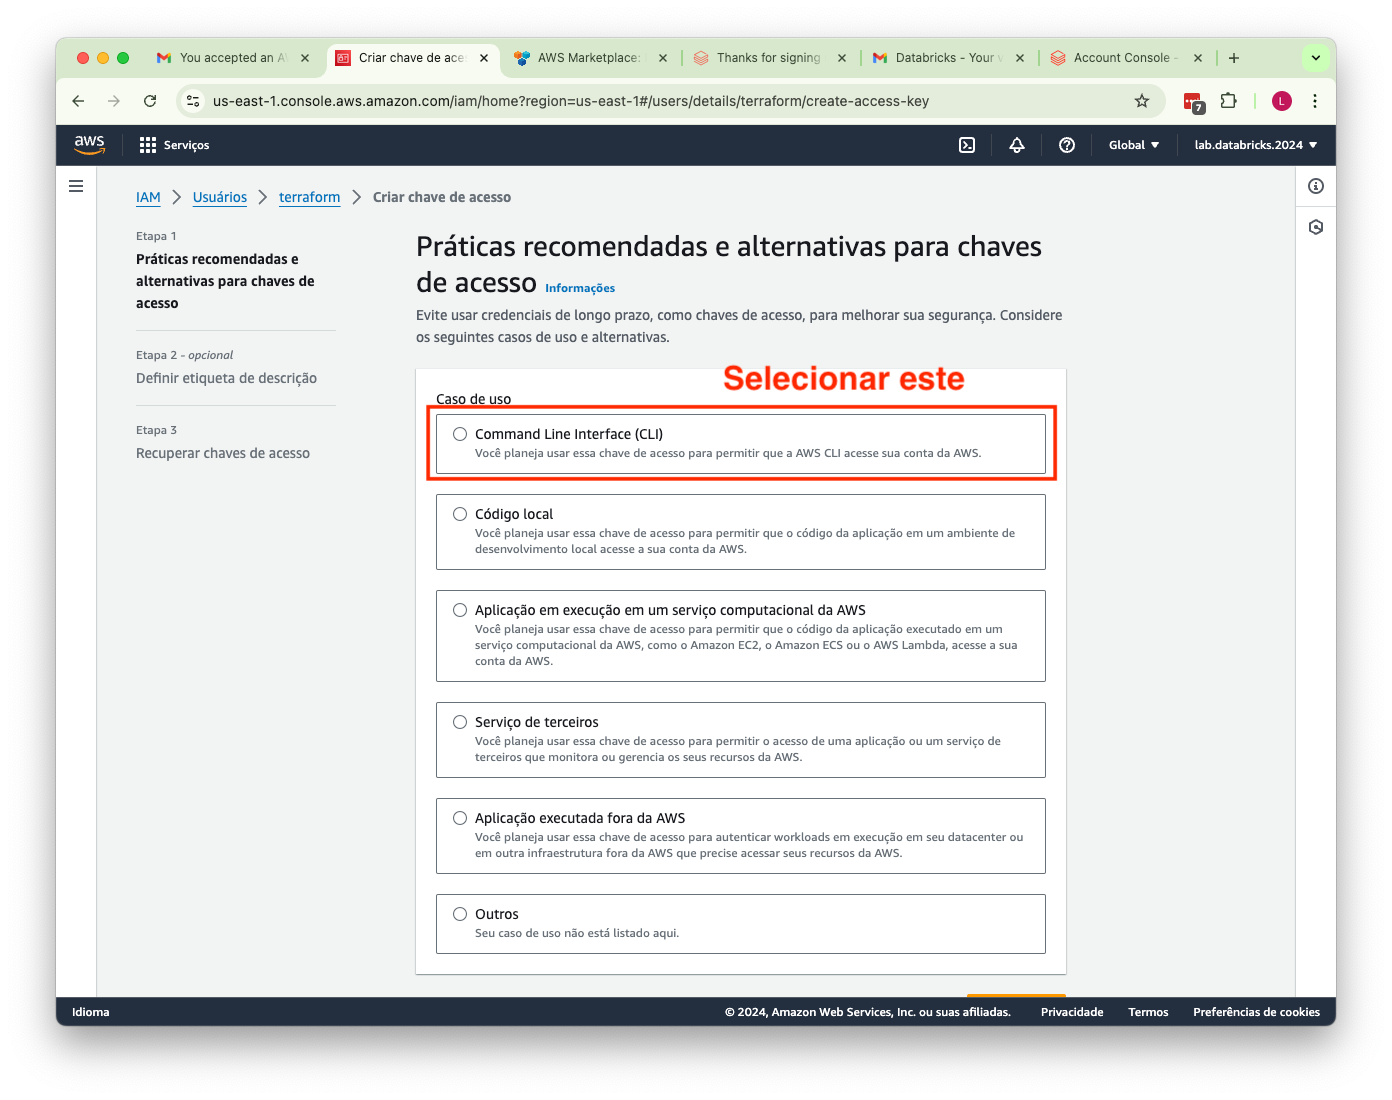 You accepted an A
Criar chave de ace
AWS Marketplace:
Thanks for signing
Databricks - Your v
Account Console -
us-east-1.console.aws.amazon.com/iam/home?region=us-east-1#/users/details/terraform/create-access-key
7
L
aws
Serviços
Global
lab.databricks.2024
IAM
Usuários
terraform
Criar chave de acesso
Etapa 1
Práticas recomendadas e
alternativas para chaves de
acesso
Etapa 2 - opcional
Definir etiqueta de descrição
Etapa 3
Recuperar chaves de acesso
Práticas recomendadas e alternativas para chaves
de acesso Informações
Evite usar credenciais de longo prazo, como chaves de acesso, para melhorar sua segurança. Considere
os seguintes casos de uso e alternativas.
Selecionar este
Caso de uso
Command Line Interface (CLI)
Você planeja usar essa chave de acesso para permitir que a AWS CLI acesse sua conta da AWS.
Código local
Você planeja usar essa chave de acesso para permitir que o código da aplicação em um ambiente de
desenvolvimento local acesse a sua conta da AWS.
Aplicação em execução em um serviço computacional da AWS
Você planeja usar essa chave de acesso para permitir que o código da aplicação executado em um
serviço computacional da AWS, como o Amazon EC2, o Amazon ECS ou o AWS Lambda, acesse a sua
conta da AWS.
Serviço de terceiros
Você planeja usar essa chave de acesso para permitir o acesso de uma aplicação ou um serviço de
terceiros que monitora ou gerencia os seus recursos da AWS.
Aplicação executada fora da AWS
Você planeja usar essa chave de acesso para autenticar workloads em execução em seu datacenter ou
em outra infraestrutura fora da AWS que precise acessar seus recursos da AWS.
Outros
Seu caso de uso não está listado aqui.
Idioma
© 2024, Amazon Web Services, Inc. ou suas afiliadas.
Privacidade
Termos
Preferências de cookies